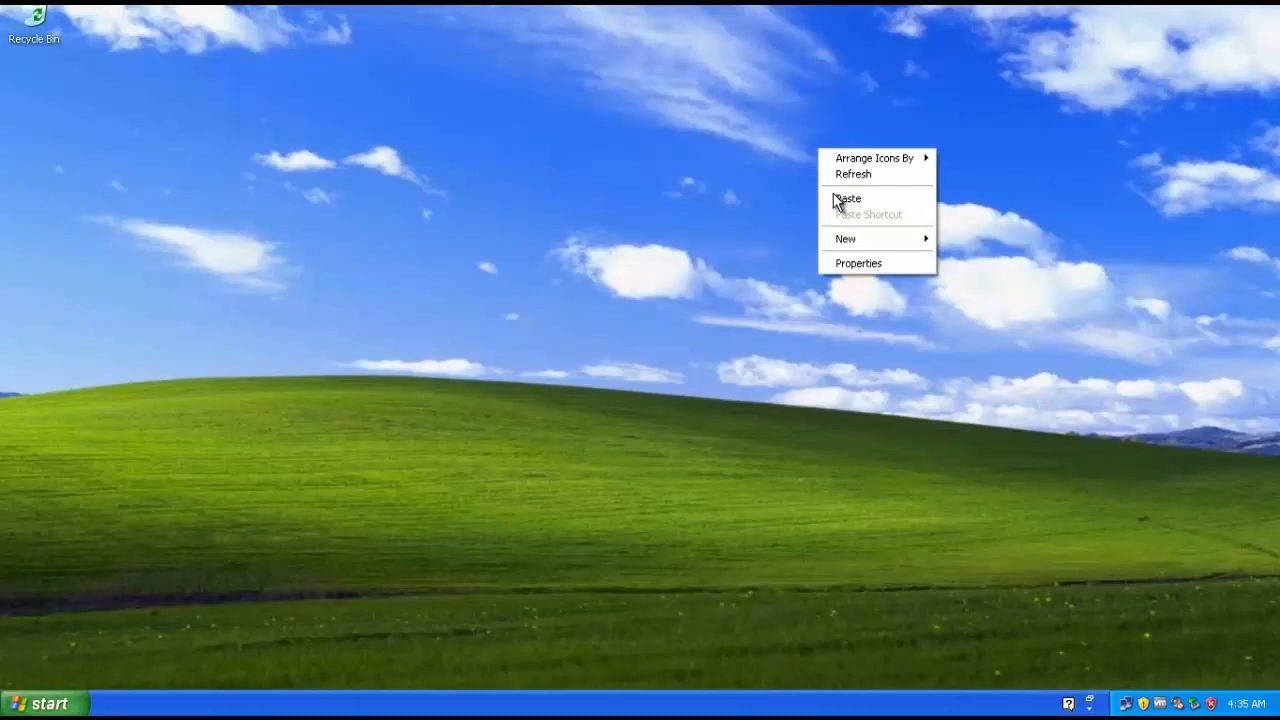 Recycle Bin
Arrange Icons By
Refresh
Paste
Paste Shortcut
New
Properties
start
4:35 AM